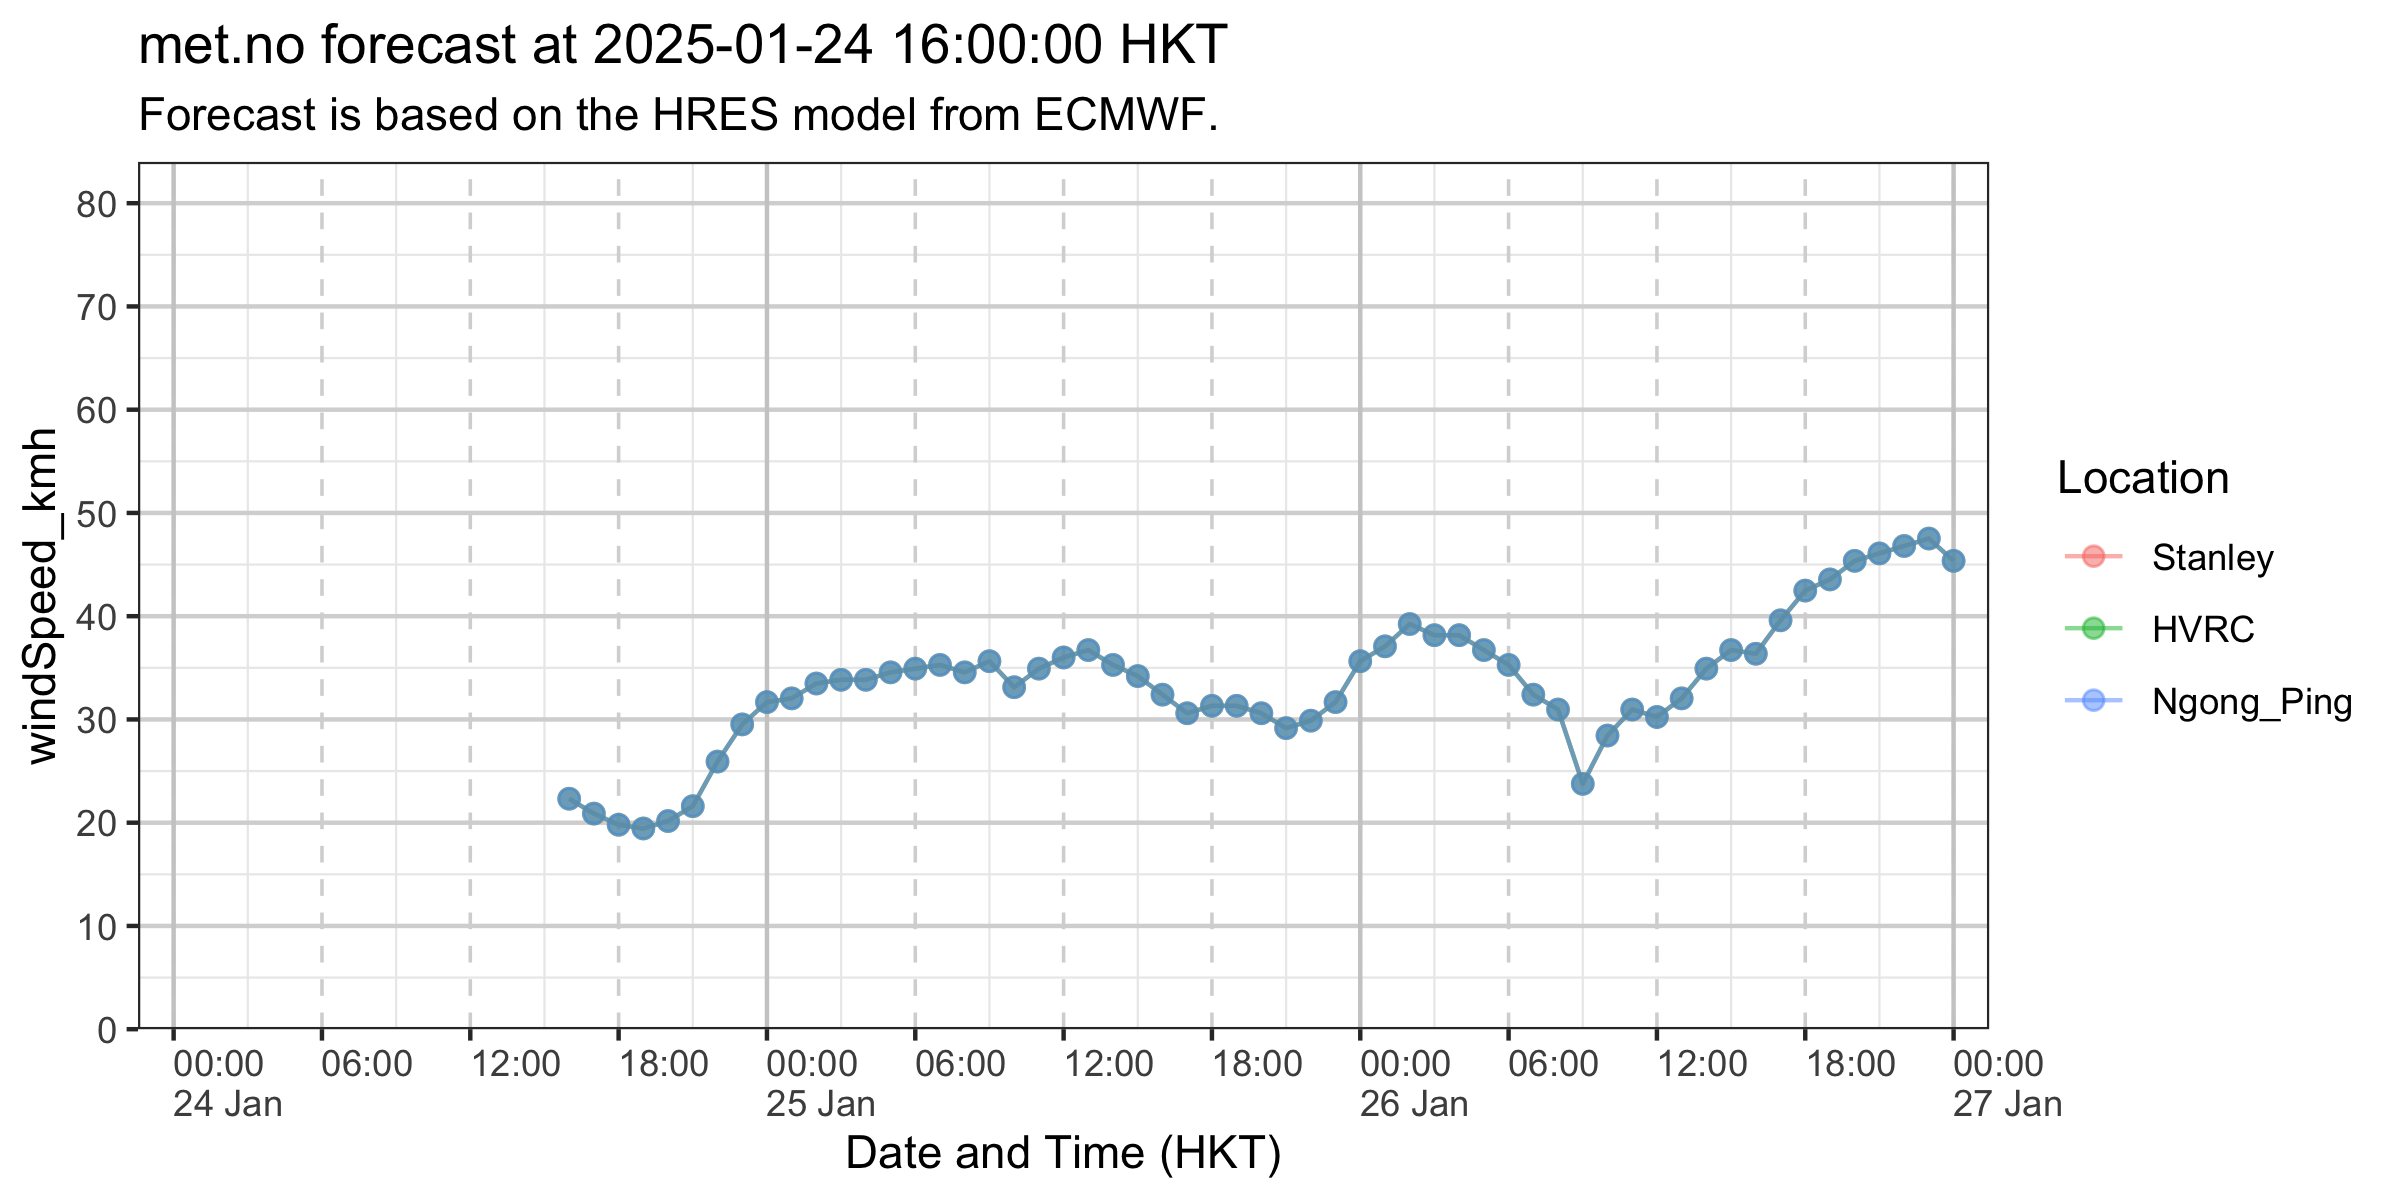 met.no forecast at 2025-01-24 16:00:00 HKT
Forecast is based on the HRES model from ECMWF.
windSpeed_kmh
80
70
60
50
40
30
20
10
0
00:00 06:00 12:00 18:00 00:00 06:00 12:00 18:00 00:00 06:00 12:00 18:00 00:00
24 Jan 25 Jan 26 Jan 27 Jan
Date and Time (HKT)
Location
Stanley
HVRC
Ngong_Ping